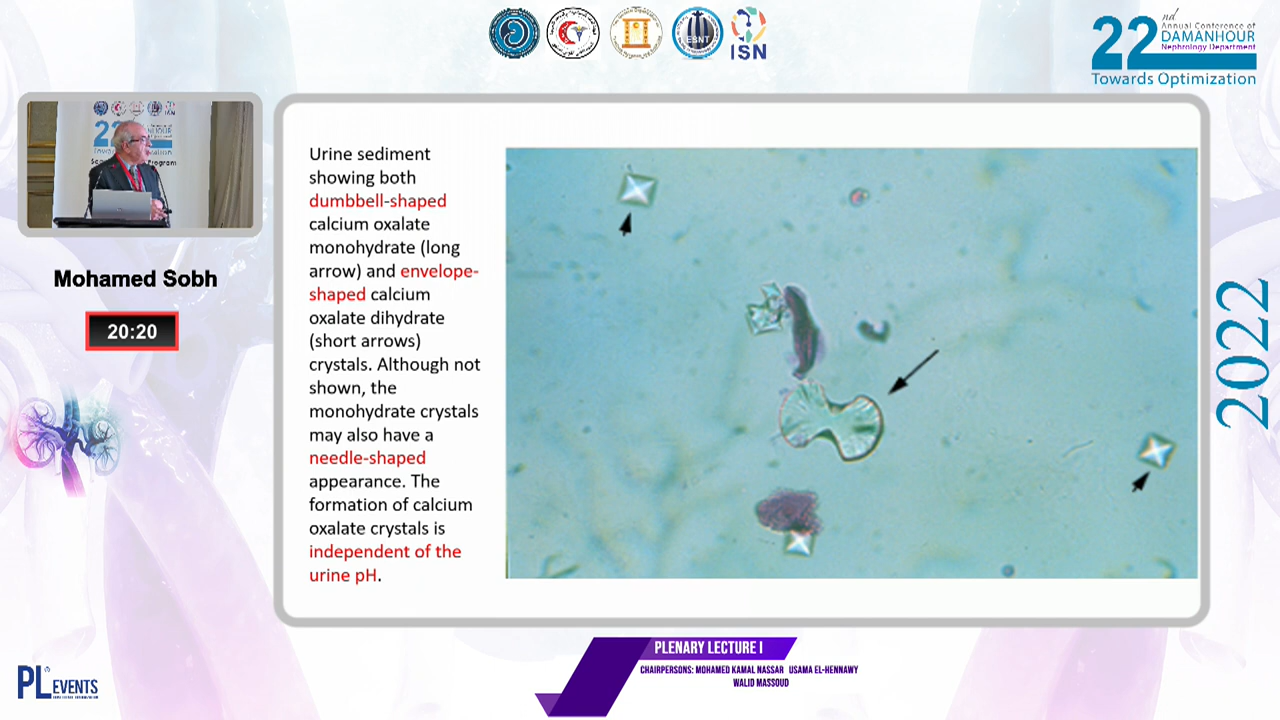 ESNT
ISN
22
nd
Annual Conference of
DAMANHOUR
Nephrology Department
Towards Optimization
Mohamed Sobh
20:20
Urine sediment
showing both
dumbbell-shaped
calcium oxalate
monohydrate (long
arrow) and envelope-
shaped calcium
oxalate dihydrate
(short arrows)
crystals. Although not
shown, the
monohydrate crystals
may also have a
needle-shaped
appearance. The
formation of calcium
oxalate crystals is
independent of the
urine pH.
2022
PLENARY LECTURE I
CHAIRPERSONS: MOHAMED KAMAL NASSAR USAMA EL-HENNAWY
WALID MASSOUD
PL EVENTS